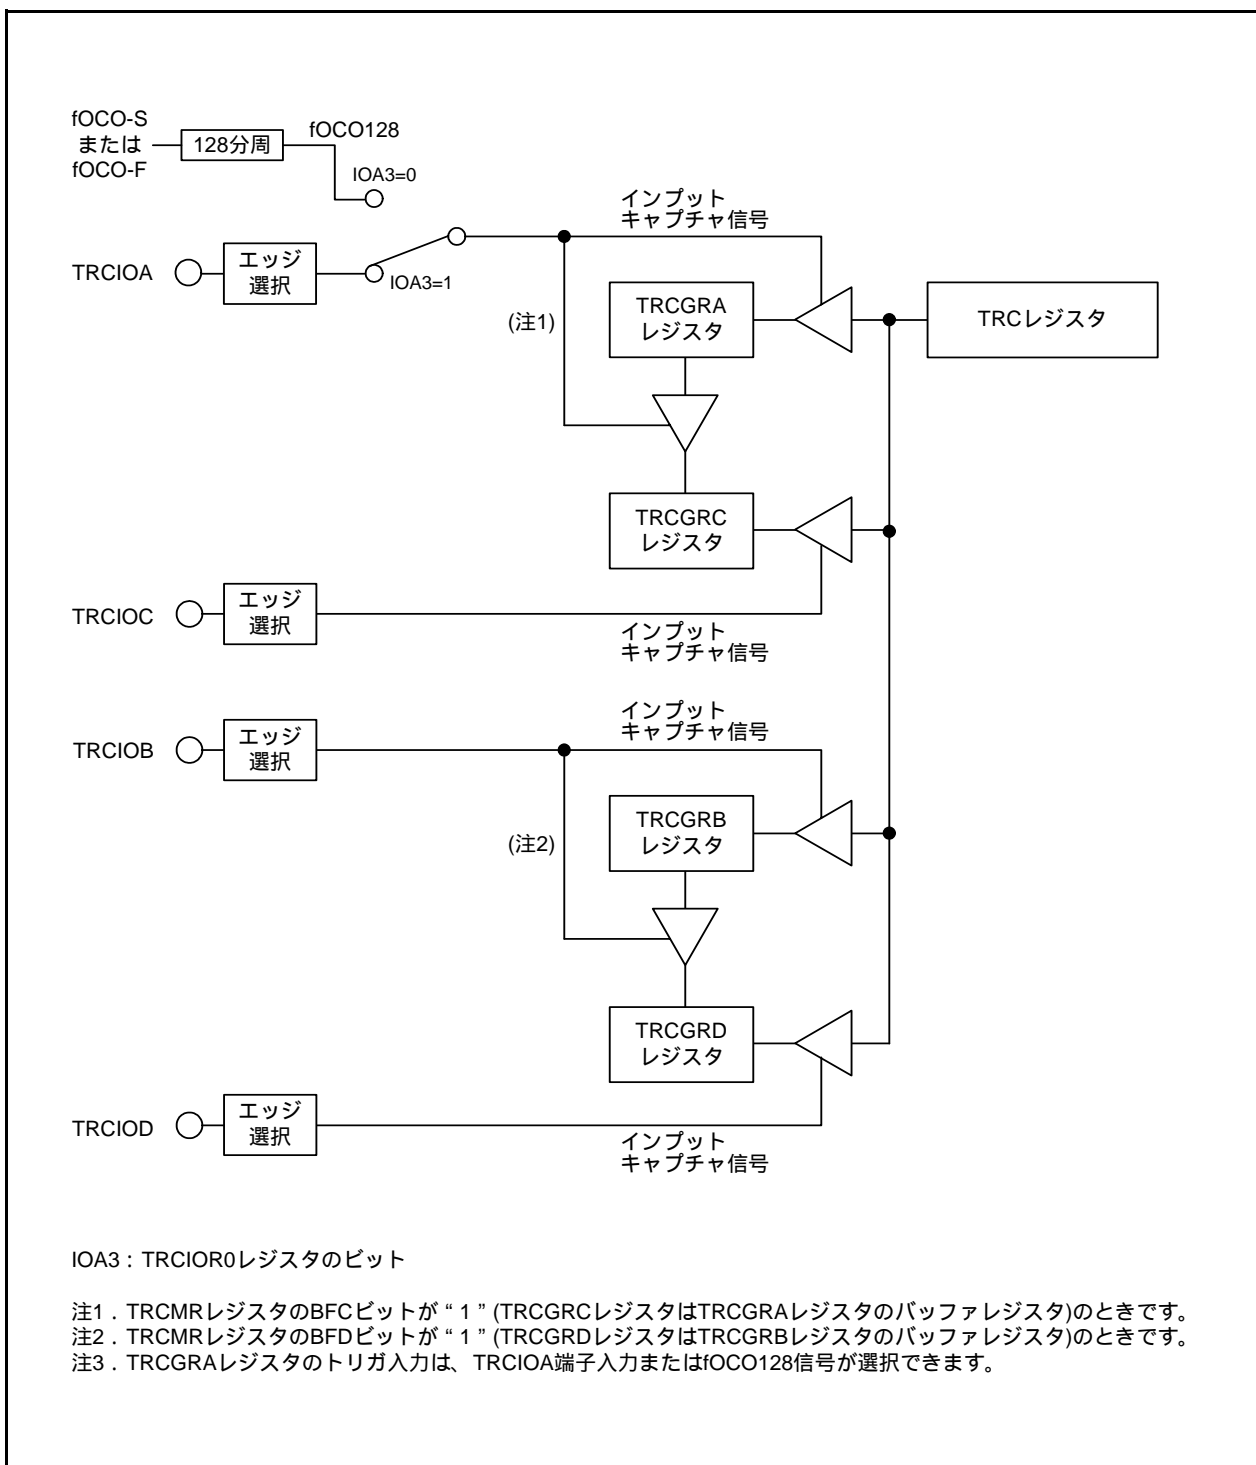 fOCO-S
または
fOCO-F
128分周
fOCO128
IOA3=0
インプット
キャプチャ信号
TRCIOA
エッジ
選択
IOA3=1
(注1)
TRCGRA
レジスタ
TRCレジスタ
TRCGRC
レジスタ
TRCIOC
エッジ
選択
インプット
キャプチャ信号
インプット
キャプチャ信号
TRCIOB
エッジ
選択
(注2)
TRCGRB
レジスタ
TRCGRD
レジスタ
TRCIOD
エッジ
選択
インプット
キャプチャ信号
IOA3：TRCIOR0レジスタのビット
注1．TRCMRレジスタのBFCビットが“1”(TRCGRCレジスタはTRCGRAレジスタのバッファレジスタ)のときです。
注2．TRCMRレジスタのBFDビットが“1”(TRCGRDレジスタはTRCGRBレジスタのバッファレジスタ)のときです。
注3．TRCGRAレジスタのトリガ入力は、TRCIOA端子入力またはfOCO128信号が選択できます。